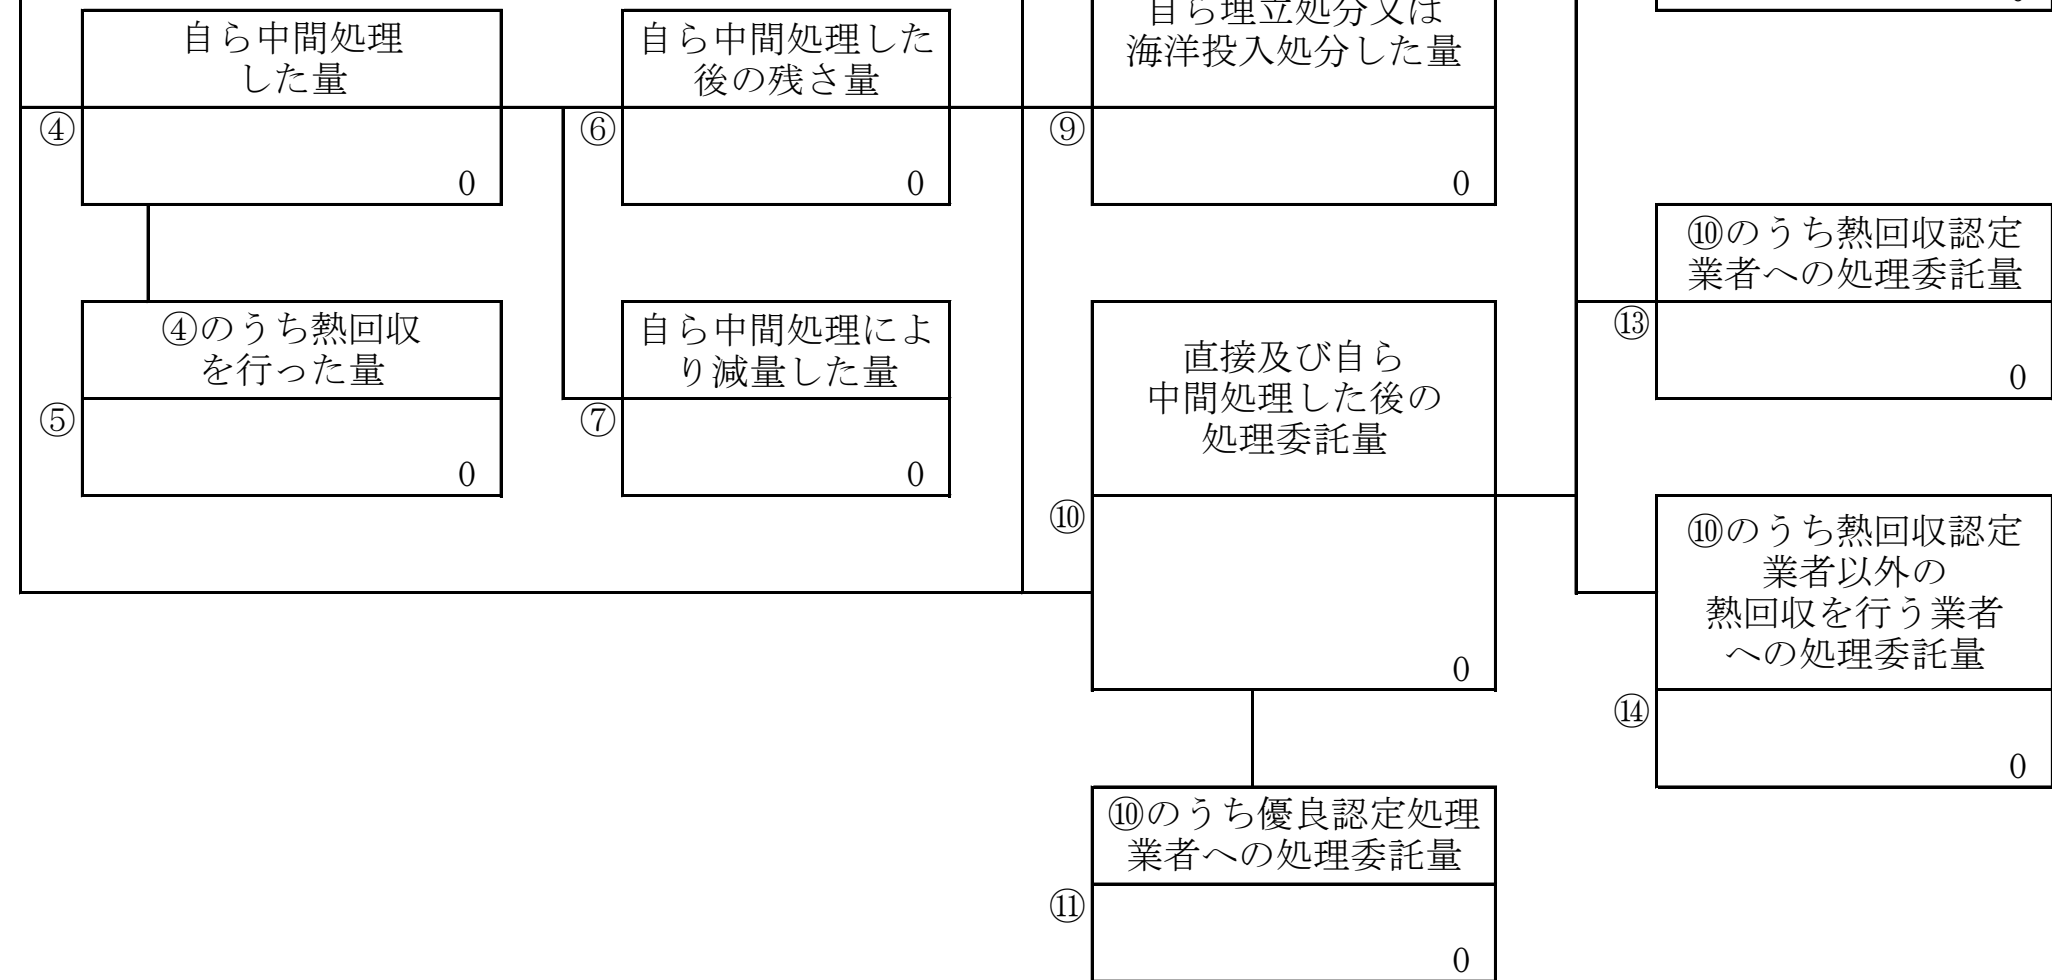 自ら中間処理
した量
④
0
自ら中間処理した
後の残さ量
⑥
0
自ら埋立処分又は
海洋投入処分した量
⑨
0
⑩のうち熱回収認定
業者への処理委託量
⑬
0
④のうち熱回収
を行った量
⑤
0
自ら中間処理によ
り減量した量
⑦
0
直接及び自ら
中間処理した後の
処理委託量
⑩
0
⑩のうち熱回収認定
業者以外の
熱回収を行う業者
への処理委託量
⑭
0
⑩のうち優良認定処理
業者への処理委託量
⑪
0